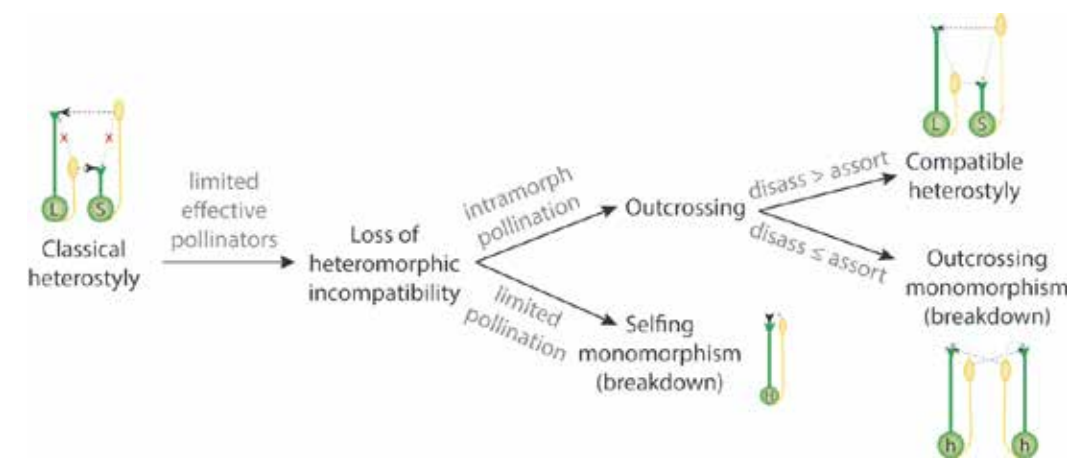 L
S
Classical
heterostyly
limited
effective
pollinators
Loss of
heteromorphic
incompatibility
intramorph
pollination
limited
pollination
Outcrossing
Selfing
monomorphism
(breakdown)
H
disass > assort
disass ≤ assort
L
S
Compatible
heterostyly
Outcrossing
monomorphism
(breakdown)
h
h
x
x